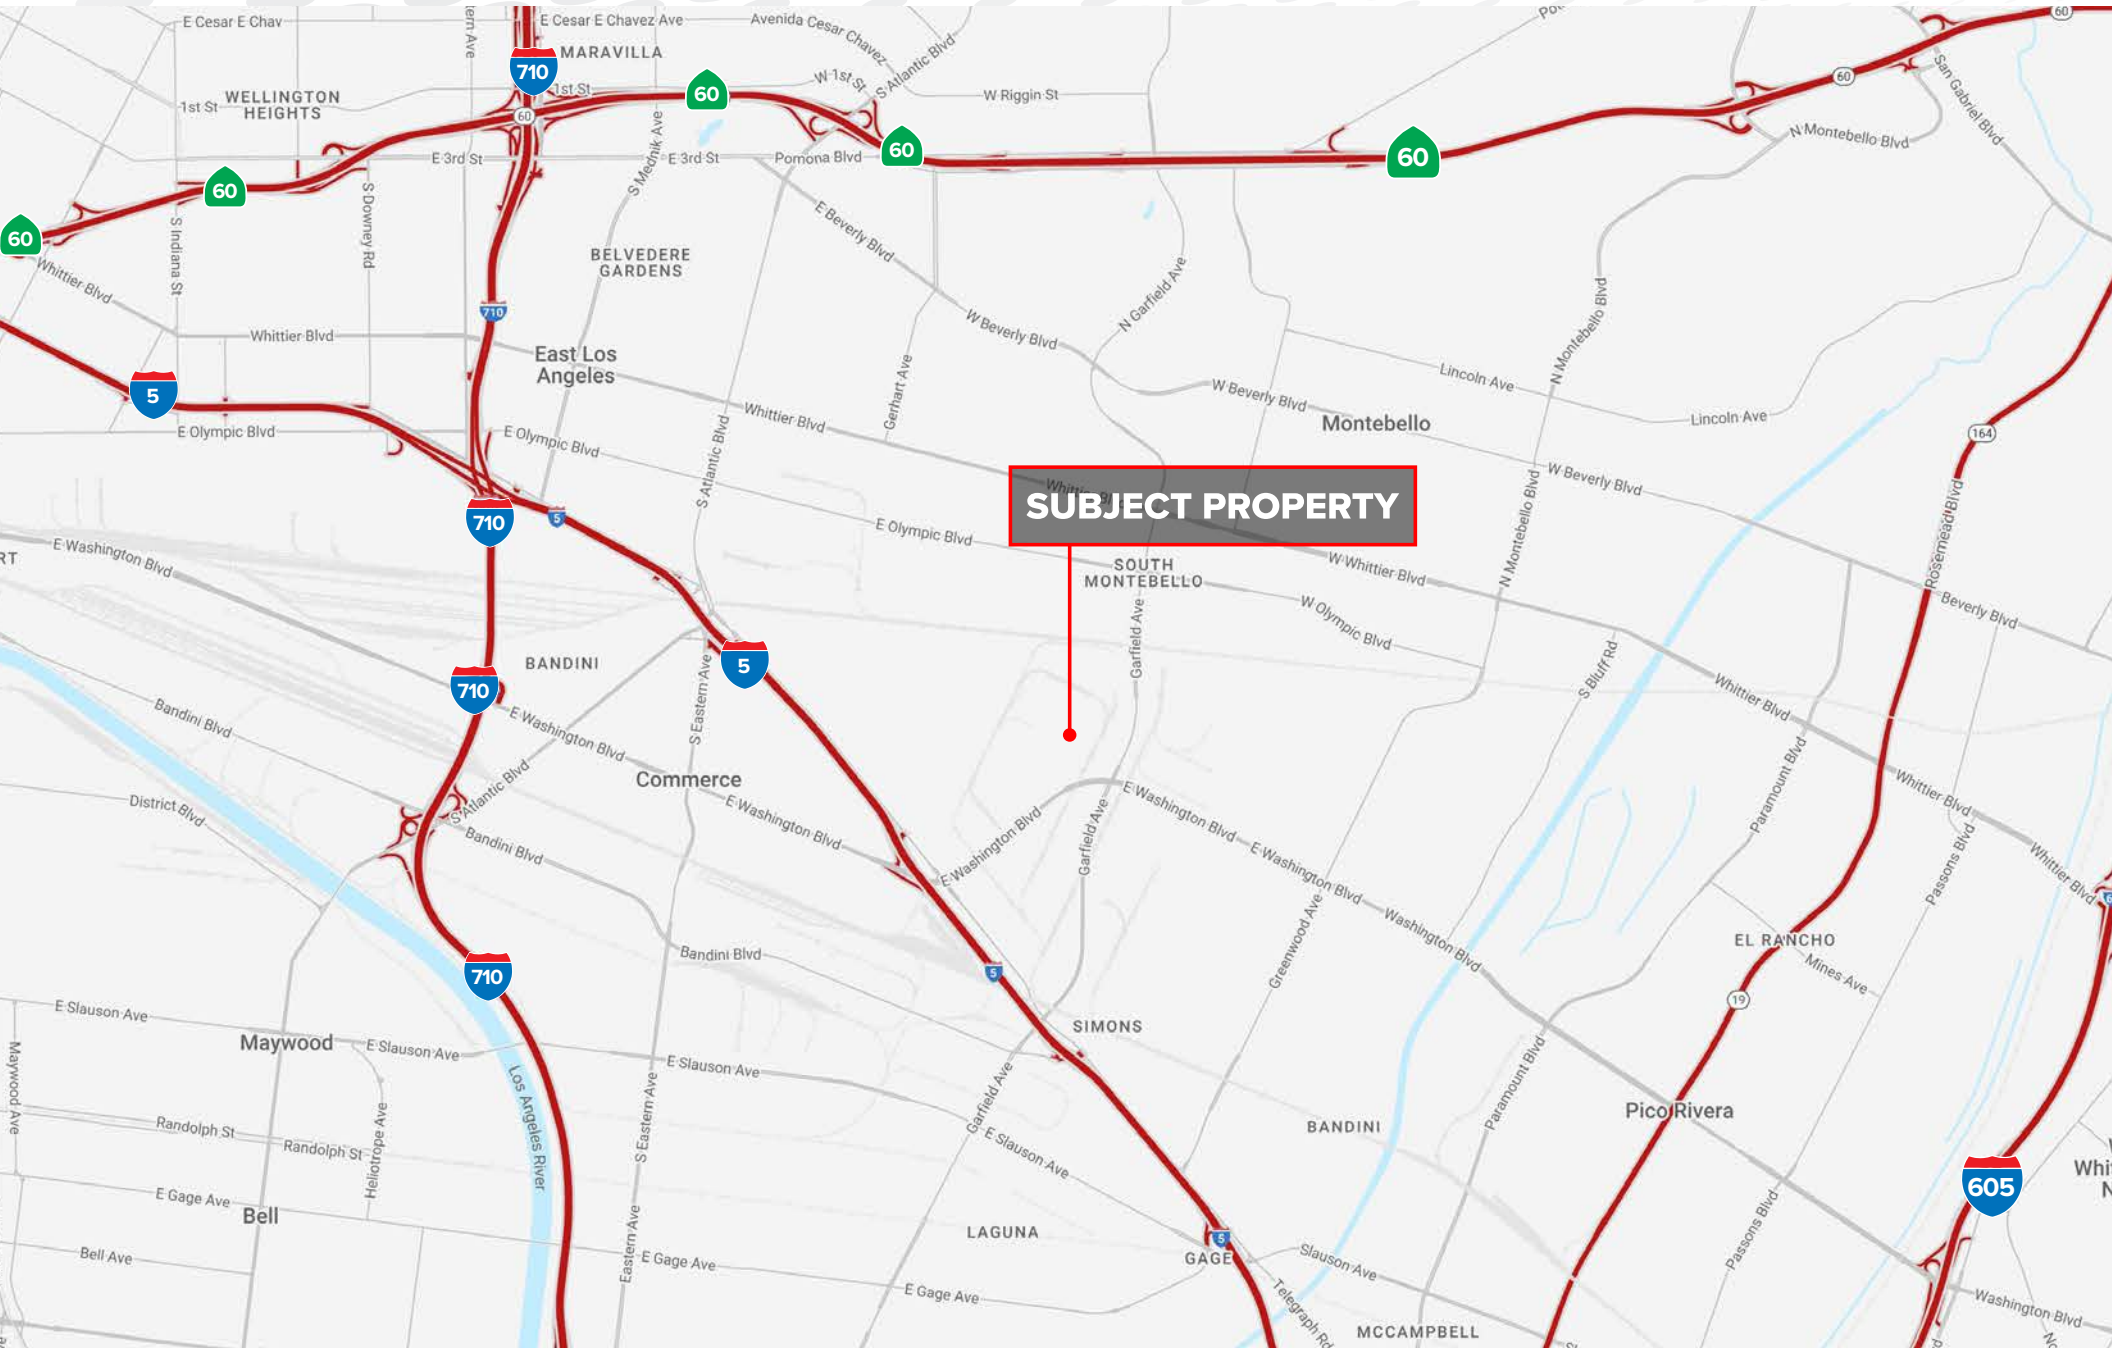 E Cesar E Chav
E Cesar E Chavez Ave
Avenida Cesar Chavez
S Atlantic Blvd
60
710
MARAVILLA
1st St
W 1st St
60
60
W Riggin St
San Gabriel Blvd
WELLINGTON
HEIGHTS
1st St
60
E 3rd St
S Mednik Ave
E 3rd St
Pomona Blvd
60
60
N Montebello Blvd
60
60
S Indiana St
S Downey Rd
Whittier Blvd
BELVEDERE
GARDENS
E Beverly Blvd
N Garfield Ave
N Montebello Blvd
710
Whittier Blvd
East Los
Angeles
W Beverly Blvd
Gerhart Ave
Lincoln Ave
5
W Beverly Blvd
Whittier Blvd
Montebello
Lincoln Ave
E Olympic Blvd
E Olympic Blvd
S Atlantic Blvd
164
W Beverly Blvd
SUBJECT PROPERTY
710
5
E Olympic Blvd
N Montebello Blvd
Rosemead Blvd
E Washington Blvd
RT
SOUTH
MONTEBELLO
W Whittier Blvd
W Olympic Blvd
Garfield Ave
Beverly Blvd
5
BANDINI
S Eastern Ave
710
S Bluff Rd
Whittier Blvd
Bandini Blvd
E Washington Blvd
Commerce
Paramount Blvd
Whittier Blvd
District Blvd
S Atlantic Blvd
E Washington Blvd
E Washington Blvd
E Washington Blvd
Garfield Ave
Bandini Blvd
E Washington Blvd
Passons Blvd
Whittier Blvd
Washington Blvd
Greenwood Ave
EL RANCHO
Mines Ave
Bandini Blvd
710
5
19
E Slauson Ave
SIMONS
Maywood
E Slauson Ave
Maywood Ave
Los Angeles River
E Slauson Ave
Garfield Ave
Paramount Blvd
Pico Rivera
Randolph St
Randolph St
Heliotrope Ave
S Eastern Ave
E Slauson Ave
BANDINI
605
E Gage Ave
Bell
Passons Blvd
LAGUNA
5
GAGE
Bell Ave
Eastern Ave
E Gage Ave
Slauson Ave
E Gage Ave
Telegraph Rd
Washington Blvd
MCCAMPBELL